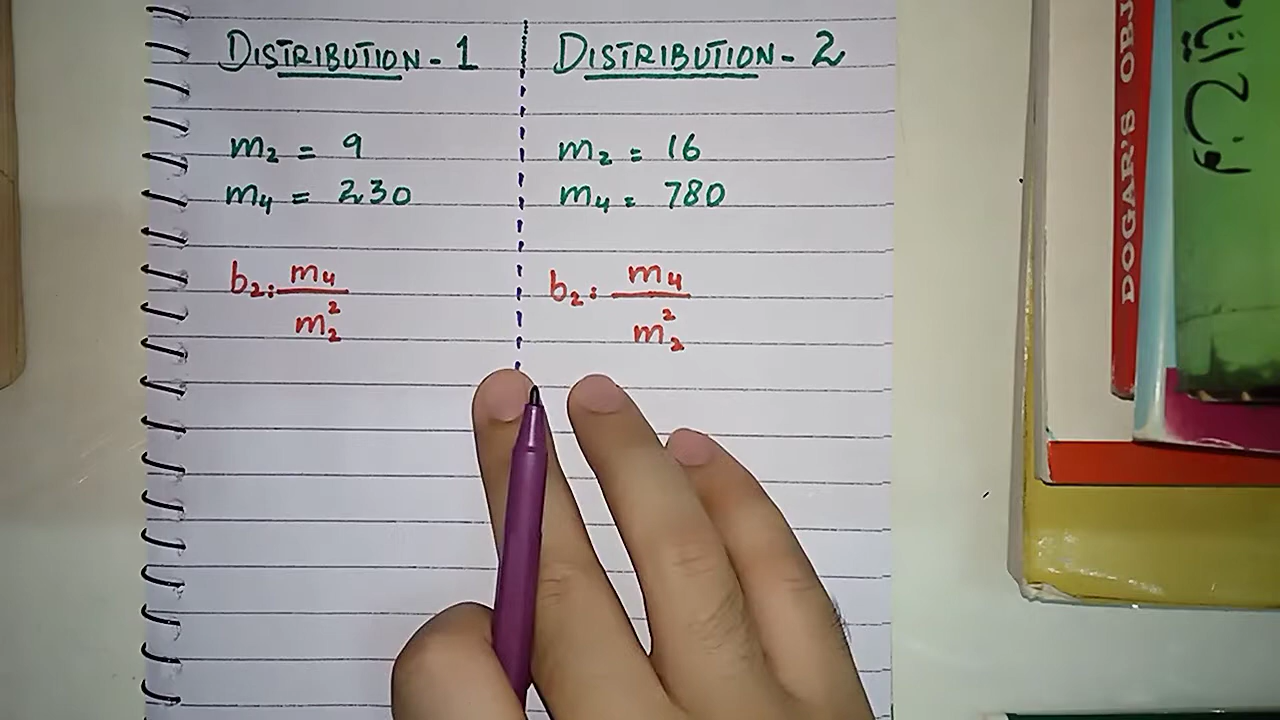 DISTRIBUTION - 1
m₂ = 9
m₄ = 230
b₂ : m₄
m₂²
DISTRIBUTION - 2
m₂ = 16
m₄ = 780
b₂ : m₄
m₂²
DOGAR'S OBJ